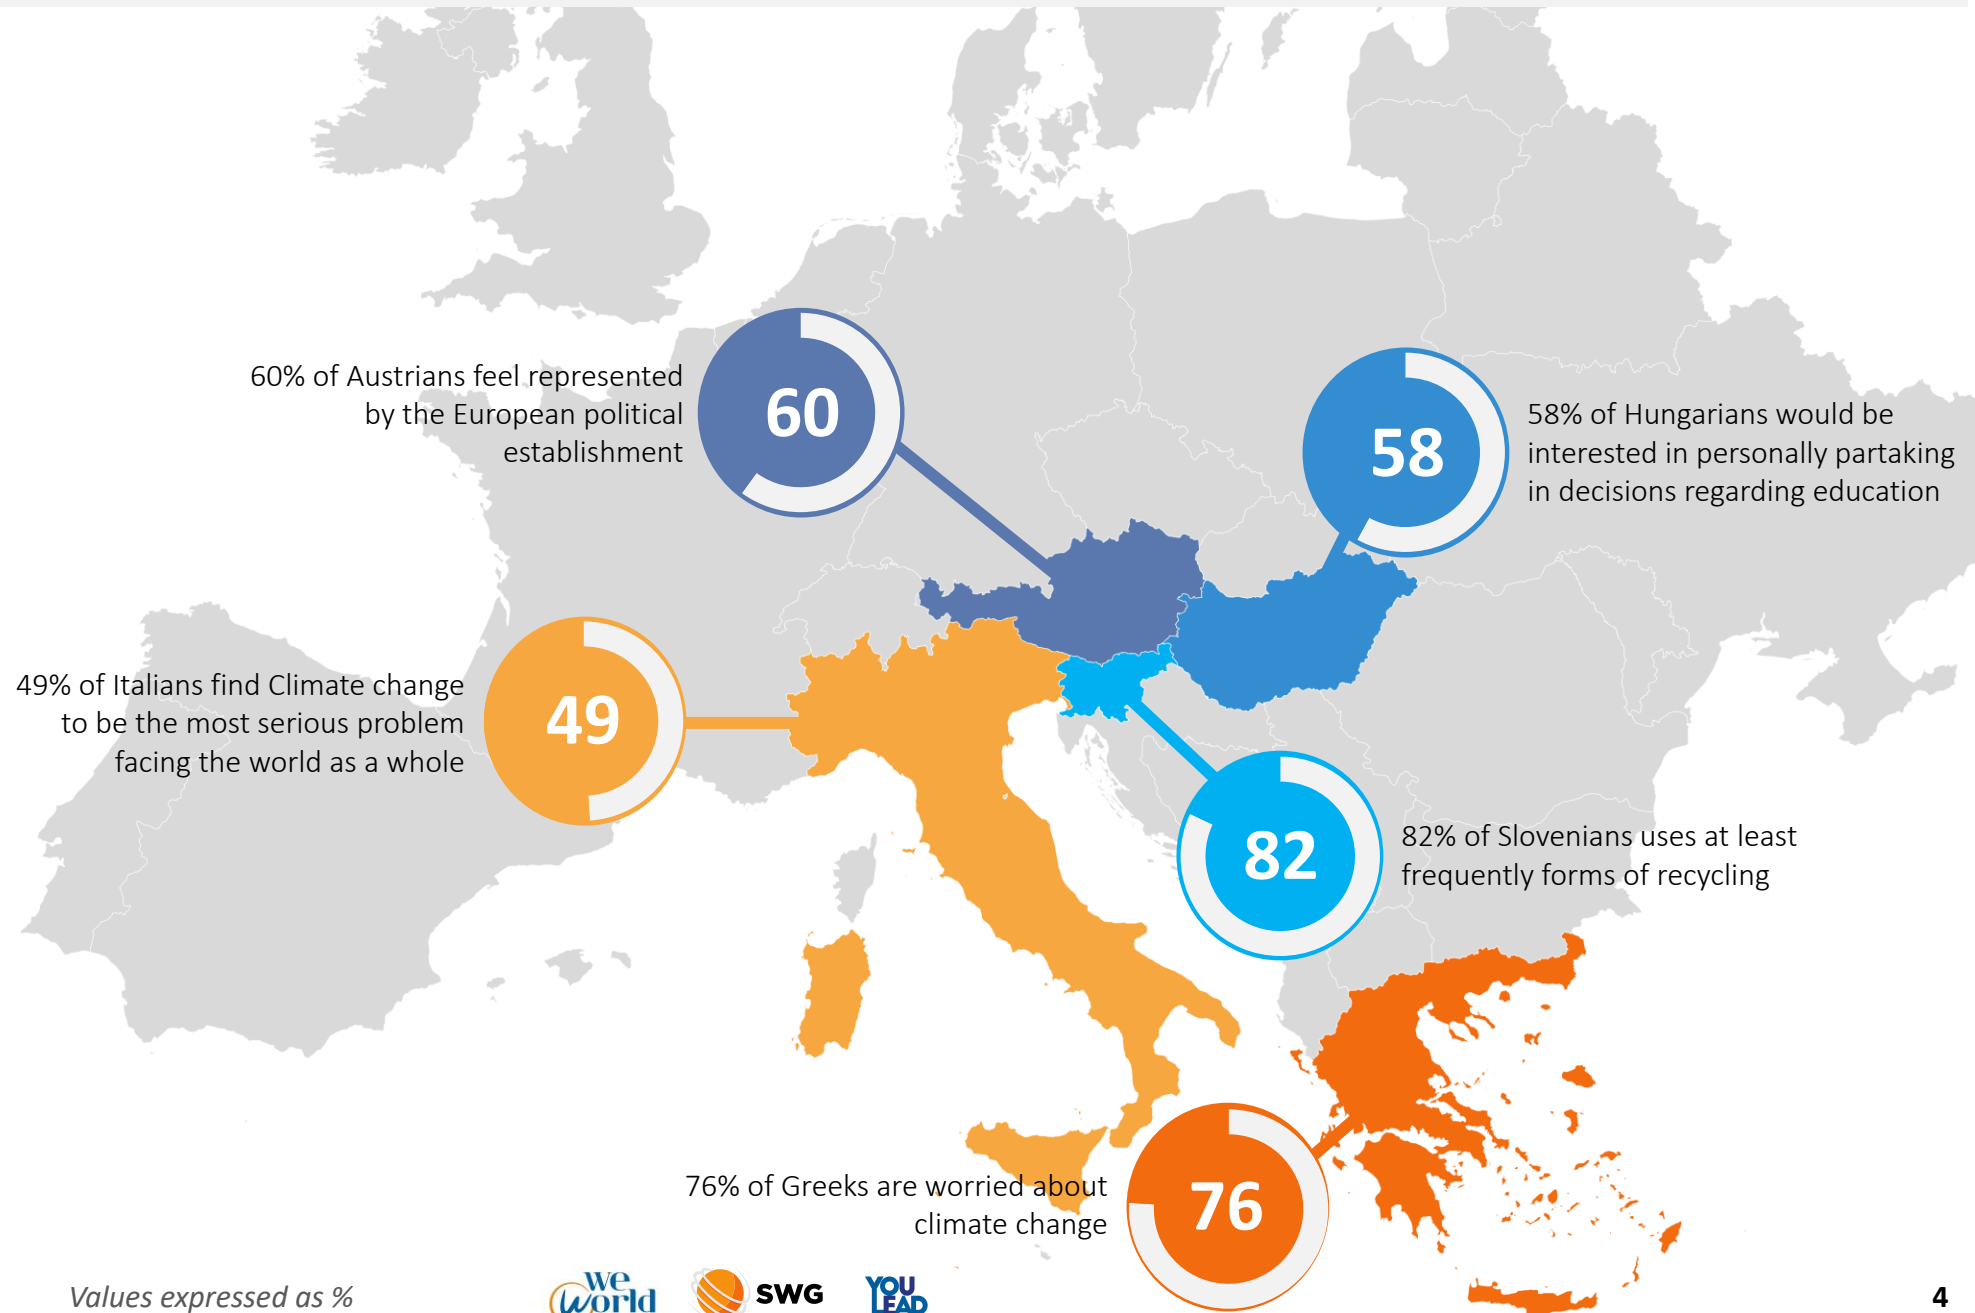 60% of Austrians feel represented
by the European political
establishment
60
58
58% of Hungarians would be
interested in personally partaking
in decisions regarding education
49% of Italians find Climate change
to be the most serious problem
facing the world as a whole
49
82
82% of Slovenians uses at least
frequently forms of recycling
76% of Greeks are worried about
climate change
76
Values expressed as %
we
World
SWG
YOU
LEAD
4